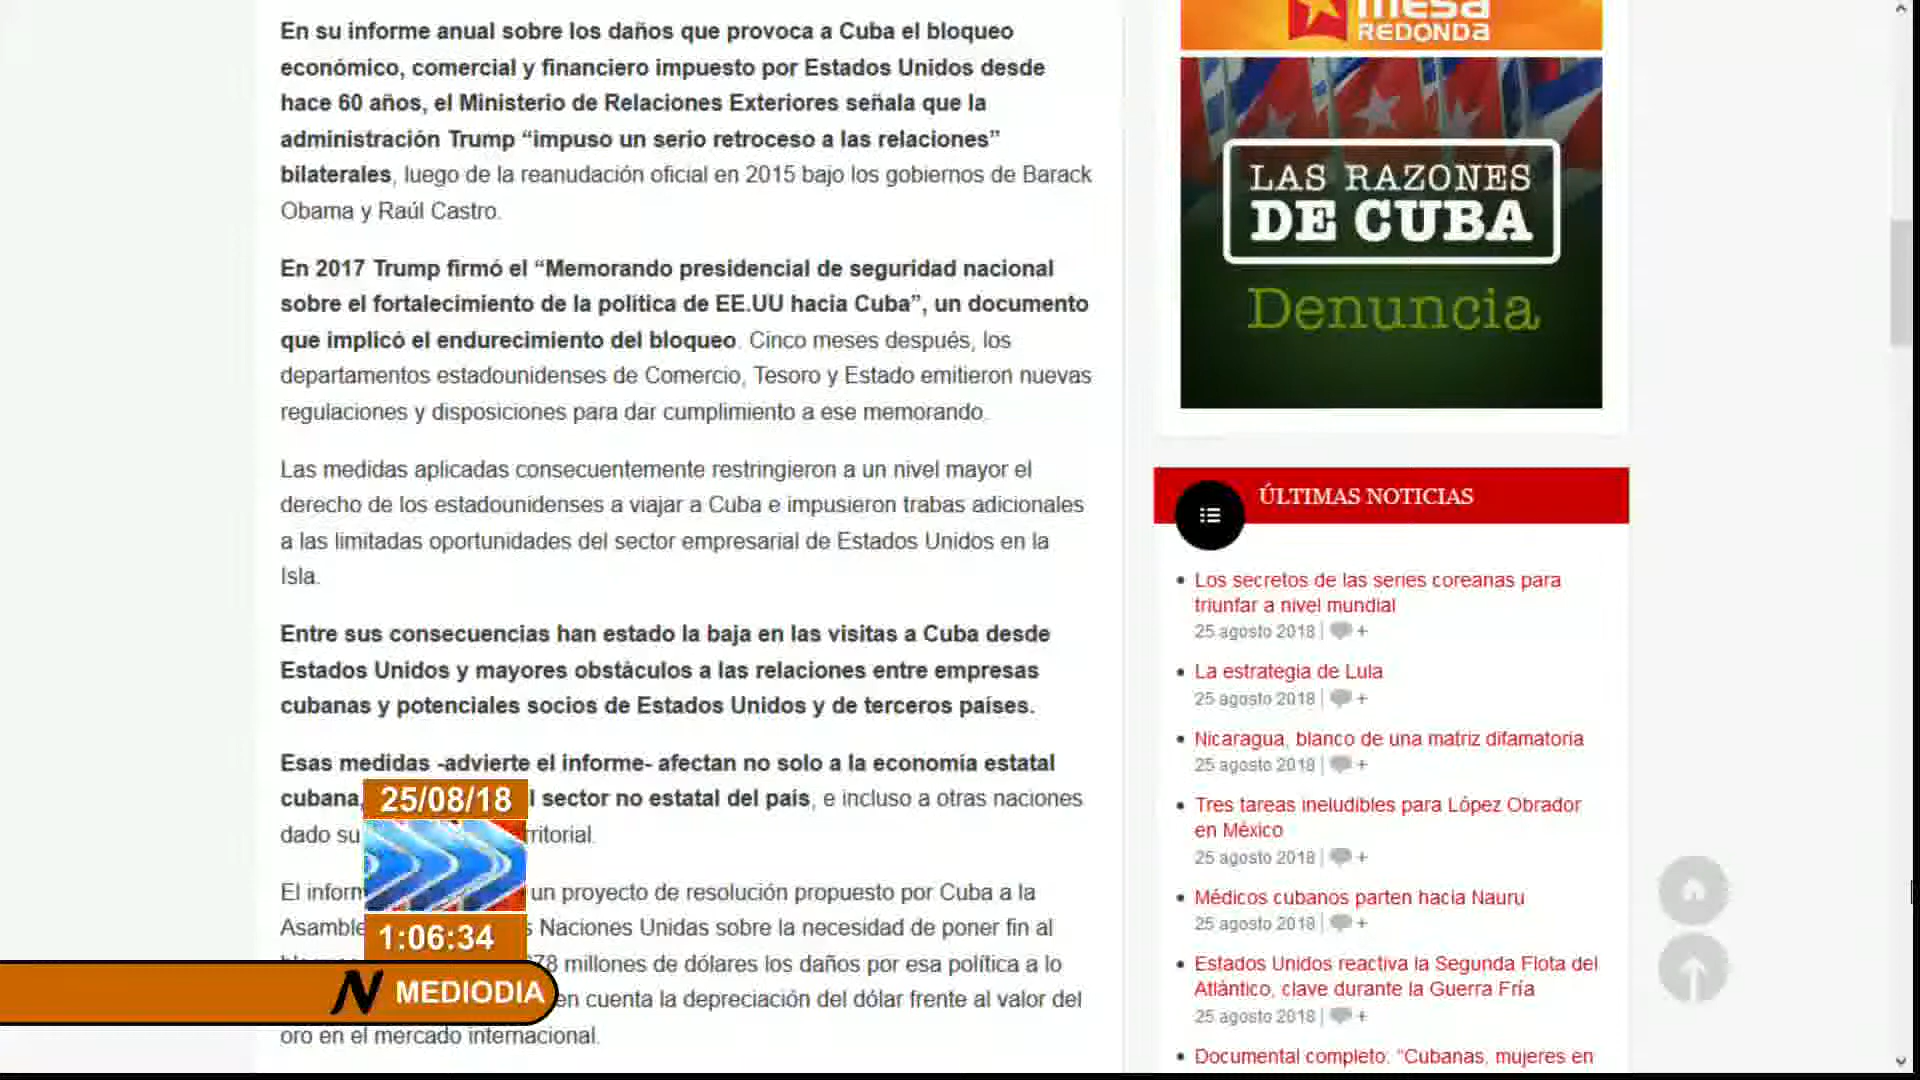 En su informe anual sobre los daños que provoca a Cuba el bloqueo
económico, comercial y financiero impuesto por Estados Unidos desde
hace 60 años, el Ministerio de Relaciones Exteriores señala que la
administración Trump “impuso un serio retroceso a las relaciones”
bilaterales, luego de la reanudación oficial en 2015 bajo los gobiernos de Barack
Obama y Raúl Castro.
En 2017 Trump firmó el “Memorando presidencial de seguridad nacional
sobre el fortalecimiento de la política de EE.UU hacia Cuba”, un documento
que implicó el endurecimiento del bloqueo. Cinco meses después, los
departamentos estadounidenses de Comercio, Tesoro y Estado emitieron nuevas
regulaciones y disposiciones para dar cumplimiento a ese memorando.
Las medidas aplicadas consecuentemente restringieron a un nivel mayor el
derecho de los estadounidenses a viajar a Cuba e impusieron trabas adicionales
a las limitadas oportunidades del sector empresarial de Estados Unidos en la
Isla.
Entre sus consecuencias han estado la baja en las visitas a Cuba desde
Estados Unidos y mayores obstáculos a las relaciones entre empresas
cubanas y potenciales socios de Estados Unidos y de terceros países.
Esas medidas -advierte el informe- afectan no solo a la economía estatal
cubana, l sector no estatal del país, e incluso a otras naciones
dado su rritorial.
El inform un proyecto de resolución propuesto por Cuba a la
Asamble s Naciones Unidas sobre la necesidad de poner fin al
78 millones de dólares los daños por esa política a lo
en cuenta la depreciación del dólar frente al valor del
oro en el mercado internacional.
25/08/18
1:06:34
N MEDIODIA
mesa
REDONDA
LAS RAZONES
DE CUBA
Denuncia
ÚLTIMAS NOTICIAS
Los secretos de las series coreanas para
triunfar a nivel mundial
25 agosto 2018 | +
La estrategia de Lula
25 agosto 2018 | +
Nicaragua, blanco de una matriz difamatoria
25 agosto 2018 | +
Tres tareas ineludibles para López Obrador
en México
25 agosto 2018 | +
Médicos cubanos parten hacia Nauru
25 agosto 2018 | +
Estados Unidos reactiva la Segunda Flota del
Atlántico, clave durante la Guerra Fría
25 agosto 2018 | +
Documental completo: “Cubanas, mujeres en